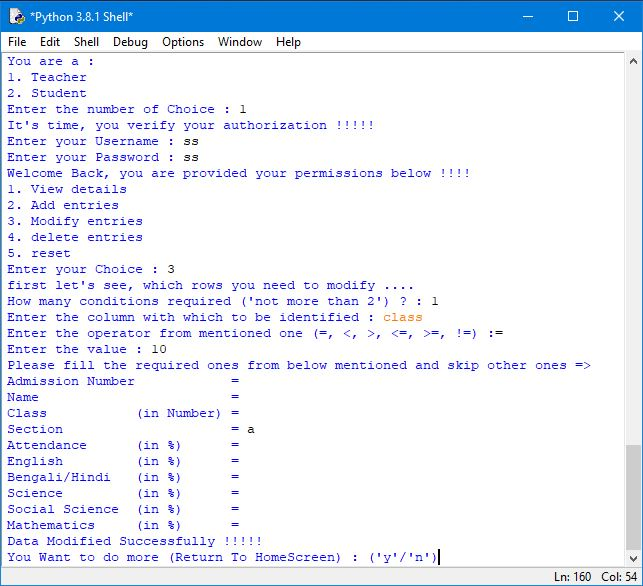 *Python 3.8.1 Shell*
File Edit Shell Debug Options Window Help
You are a :
1. Teacher
2. Student
Enter the number of Choice : 1
It's time, you verify your authorization !!!!!
Enter your Username : ss
Enter your Password : ss
Welcome Back, you are provided your permissions below !!!!
1. View details
2. Add entries
3. Modify entries
4. delete entries
5. reset
Enter your Choice : 3
first let's see, which rows you need to modify ....
How many conditions required ('not more than 2') ? : 1
Enter the column with which to be identified : class
Enter the operator from mentioned one (=, <, >, <=, >=, !=) :=
Enter the value : 10
Please fill the required ones from below mentioned and skip other ones =>
Admission Number =
Name =
Class (in Number) =
Section = a
Attendance (in %) =
English (in %) =
Bengali/Hindi (in %) =
Science (in %) =
Social Science (in %) =
Mathematics (in %) =
Data Modified Successfully !!!!!
You Want to do more (Return To HomeScreen) : ('y'/'n')
Ln: 160 Col: 54